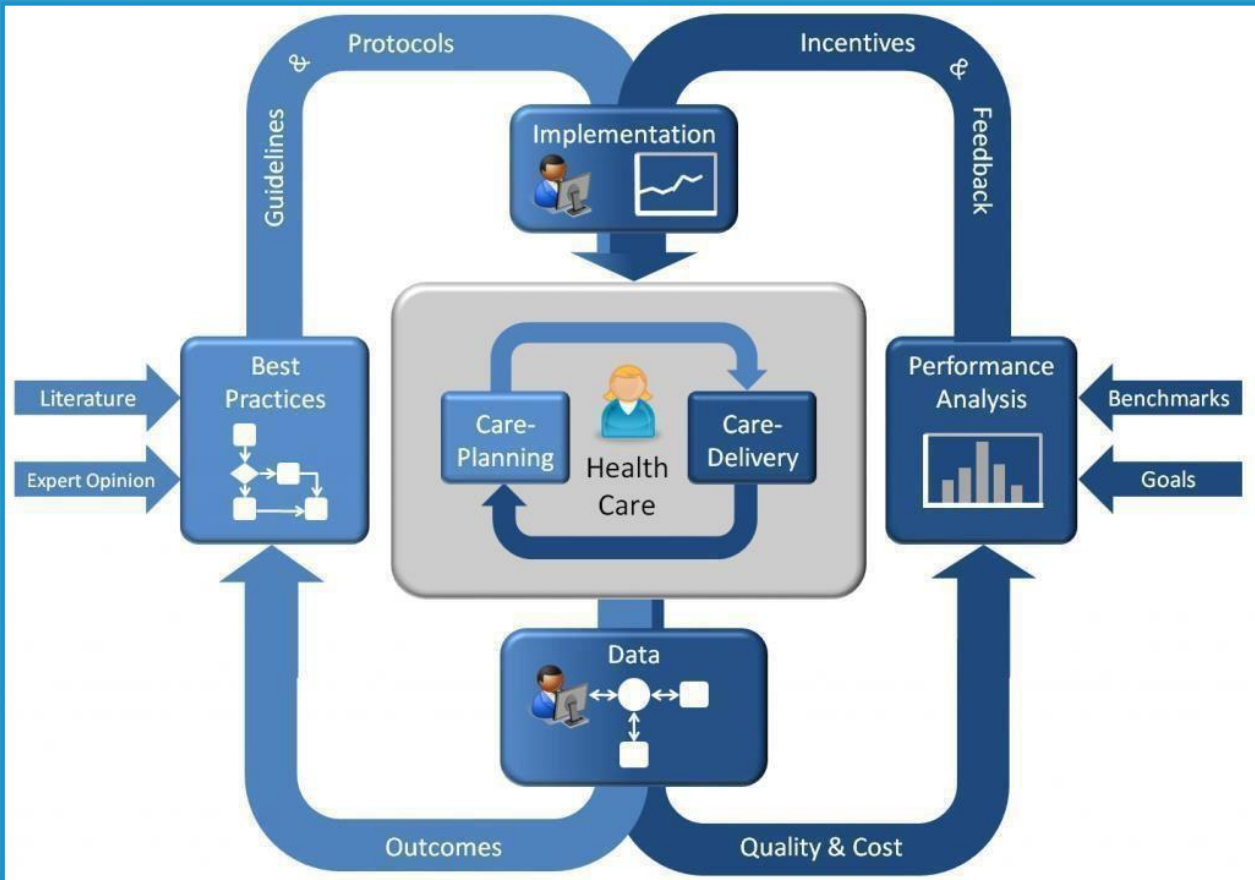 Protocols
&
Guidelines
Incentives
&
Feedback
Implementation
Best
Practices
Literature
Expert Opinion
Care-
Planning
Health
Care
Care-
Delivery
Performance
Analysis
Benchmarks
Goals
Data
Outcomes
Quality & Cost